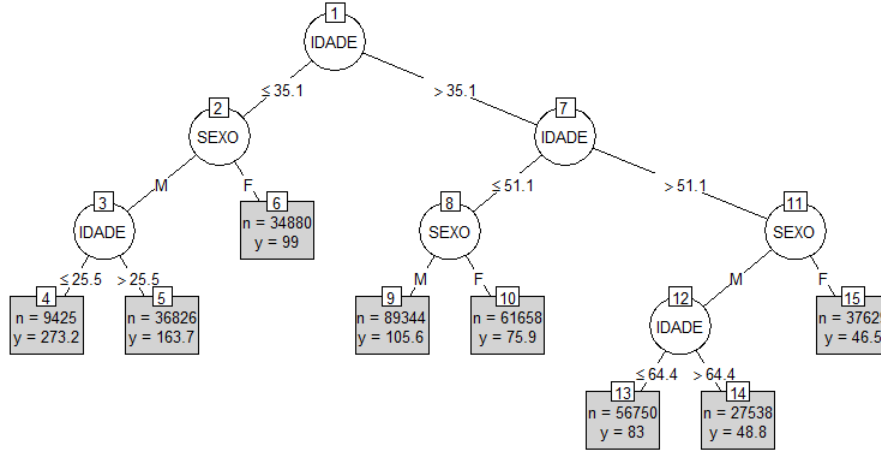 1
IDADE
≤ 35.1
> 35.1
2
SEXO
7
IDADE
M
F
≤ 51.1
> 51.1
3
IDADE
6
n = 34880
y = 99
8
SEXO
11
SEXO
≤ 25.5
> 25.5
M
F
M
F
4
n = 9425
y = 273.2
5
n = 36826
y = 163.7
9
n = 89344
y = 105.6
10
n = 61658
y = 75.9
12
IDADE
15
y = 46.5
≤ 64.4
> 64.4
13
n = 56750
y = 83
14
n = 27538
y = 48.8